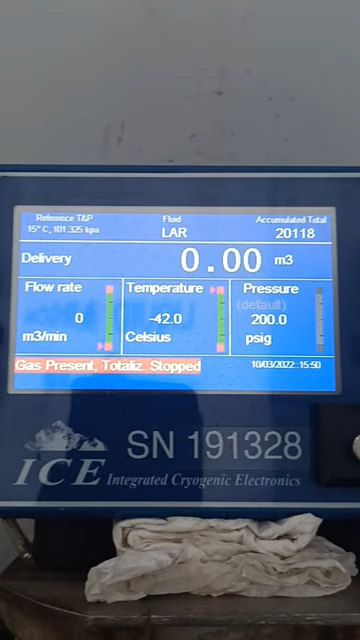 Reference T&P Fluid Accumulated Total
15° C, 101.325 kpa LAR 20118
Delivery 0.00 m3
Flow rate Temperature Pressure
(default)
0 -42.0 200.0
m3/min Celsius psig
Gas Present, Totaliz. Stopped 10/03/2022 15:50
SN 191328
ICE Integrated Cryogenic Electronics